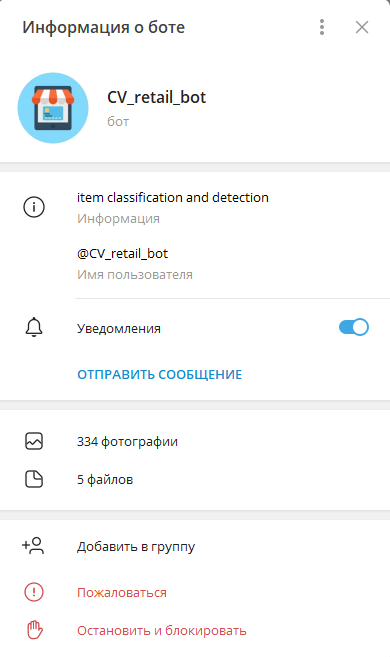 Информация о боте
CV_retail_bot
бот
item classification and detection
Информация
@CV_retail_bot
Имя пользователя
Уведомления
ОТПРАВИТЬ СООБЩЕНИЕ
334 фотографии
5 файлов
Добавить в группу
Пожаловаться
Остановить и блокировать